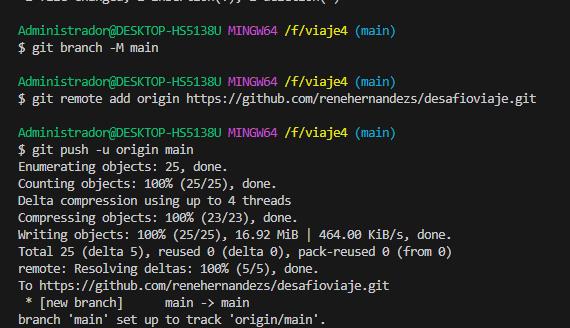 Administrador@DESKTOP-HS5138U MINGW64 /f/viaje4 (main)
$ git branch -M main
Administrador@DESKTOP-HS5138U MINGW64 /f/viaje4 (main)
$ git remote add origin https://github.com/renehernandezs/desafioviaje.git
Administrador@DESKTOP-HS5138U MINGW64 /f/viaje4 (main)
$ git push -u origin main
Enumerating objects: 25, done.
Counting objects: 100% (25/25), done.
Delta compression using up to 4 threads
Compressing objects: 100% (23/23), done.
Writing objects: 100% (25/25), 16.92 MiB | 464.00 KiB/s, done.
Total 25 (delta 5), reused 0 (delta 0), pack-reused 0 (from 0)
remote: Resolving deltas: 100% (5/5), done.
To https://github.com/renehernandezs/desafioviaje.git
 * [new branch]      main -> main
branch 'main' set up to track 'origin/main'.